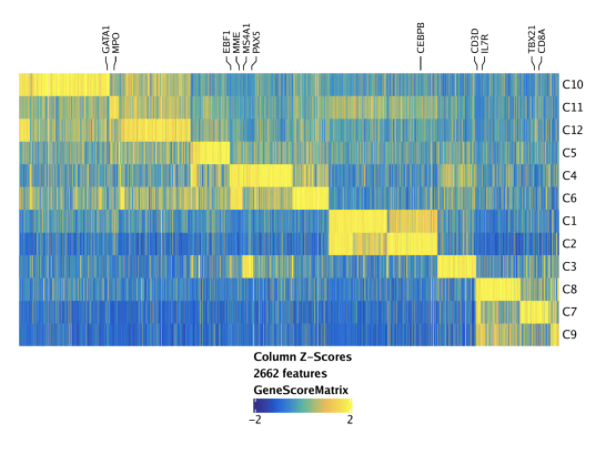 GATA1
MPO
EBF1
MME
MS4A1
PAX5
CEBPB
CD3D
IL7R
TBX21
CD8A
C10
C11
C12
C5
C4
C6
C1
C2
C3
C8
C7
C9
Column Z-Scores
2662 features
GeneScoreMatrix
−2 2